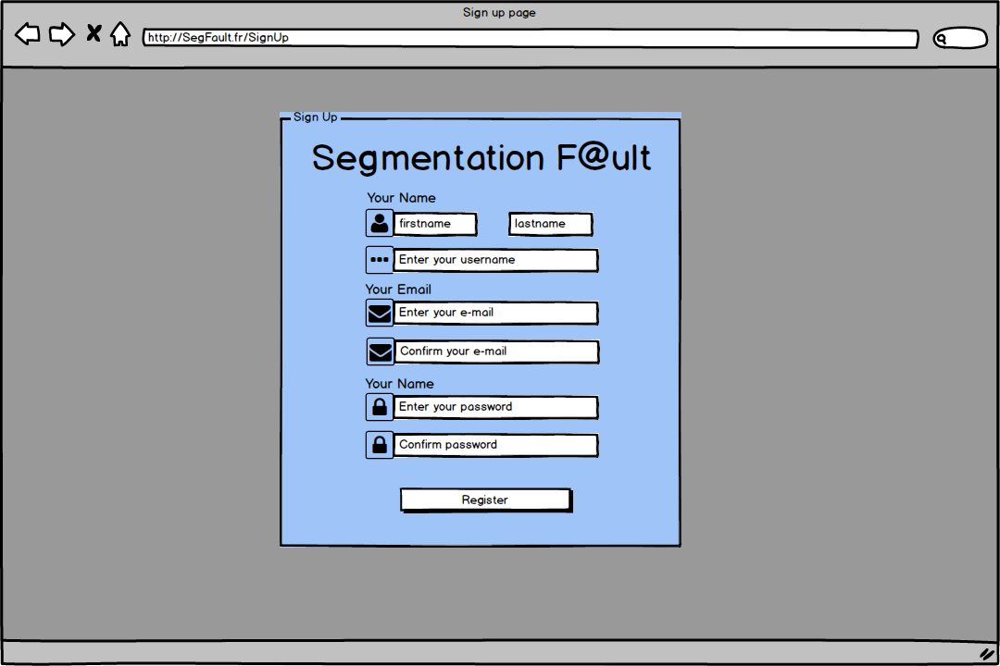 Sign up page
http://SegFault.fr/SignUp
Sign Up
Segmentation F@ult
Your Name
firstname lastname
Enter your username
Your Email
Enter your e-mail
Confirm your e-mail
Your Name
Enter your password
Confirm password
Register